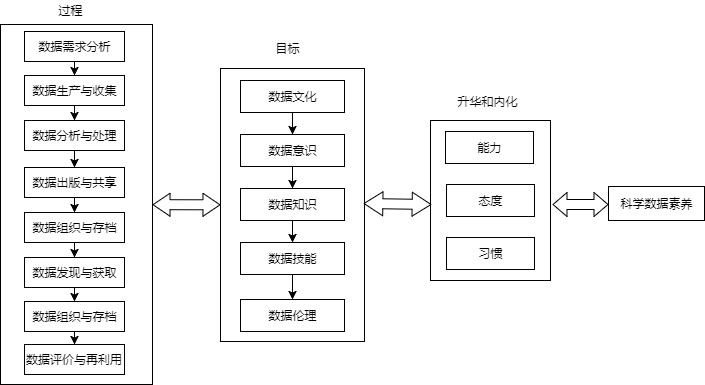 过程
数据需求分析
数据生产与收集
数据分析与处理
数据出版与共享
数据组织与存档
数据发现与获取
数据组织与存档
数据评价与再利用
目标
数据文化
数据意识
数据知识
数据技能
数据伦理
升华和内化
能力
态度
习惯
科学数据素养